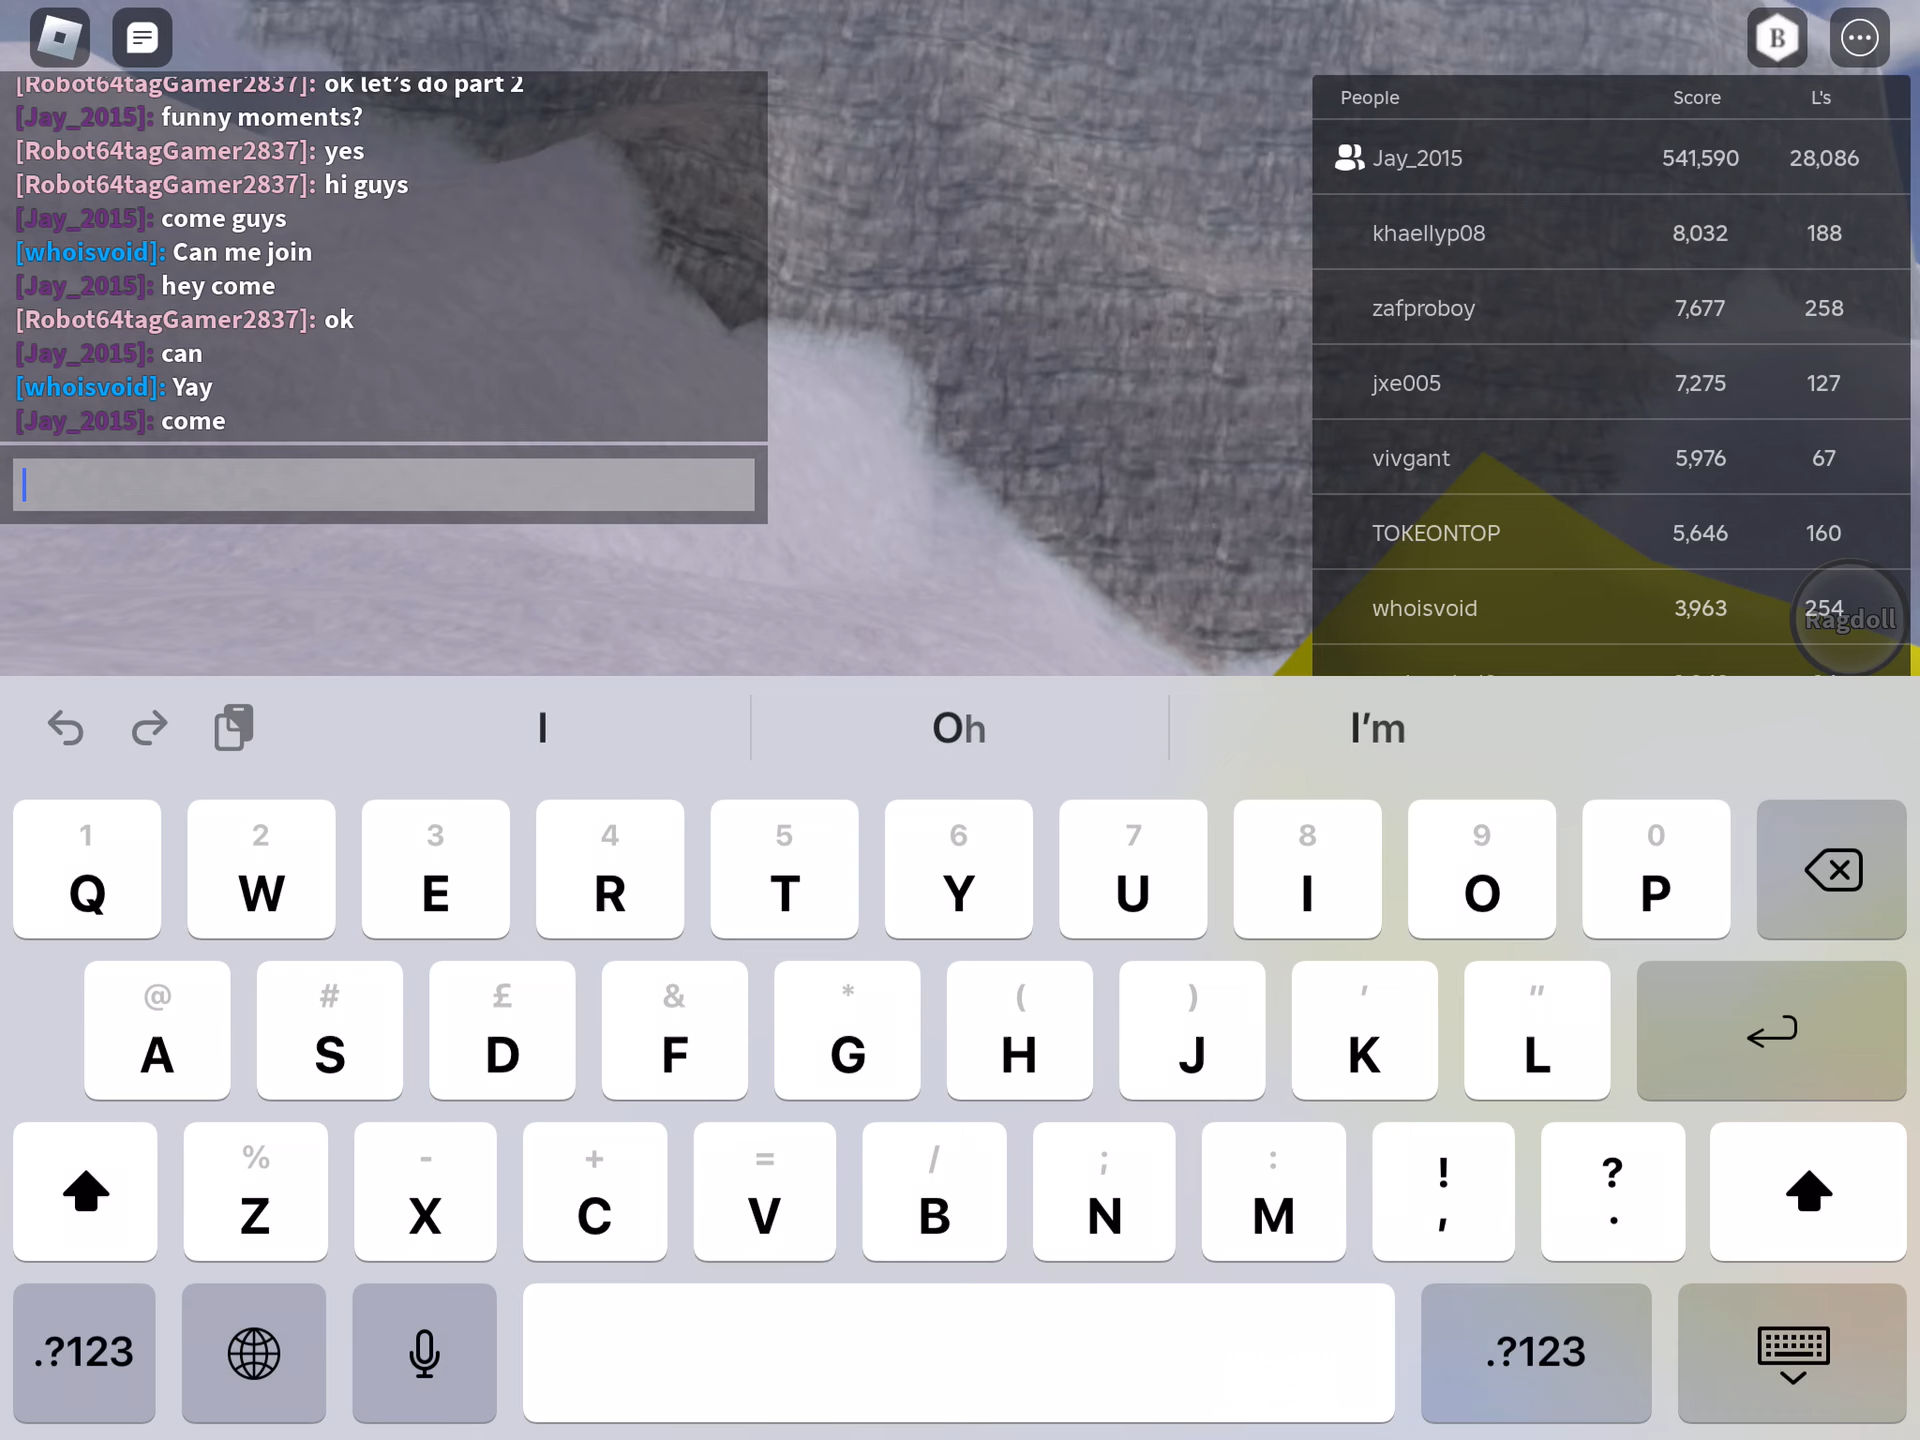 B
[Robot64tagGamer2837]: ok let's do part 2
[Jay_2015]: funny moments?
[Robot64tagGamer2837]: yes
[Robot64tagGamer2837]: hi guys
[Jay_2015]: come guys
[whoisvoid]: Can me join
[Jay_2015]: hey come
[Robot64tagGamer2837]: ok
[Jay_2015]: can
[whoisvoid]: Yay
[Jay_2015]: come
People Score L's
Jay_2015 541,590 28,086
khaellyp08 8,032 188
zafproboy 7,677 258
jxe005 7,275 127
vivgant 5,976 67
TOKEONTOP 5,646 160
whoisvoid 3,963 254
Ragdoll
I Oh I'm
1 2 3 4 5 6 7 8 9 0
Q W E R T Y U I O P
@ # £ & * ( ) ' "
A S D F G H J K L
% - + = / ; : ! ?
Z X C V B N M , .
.?123 .?123